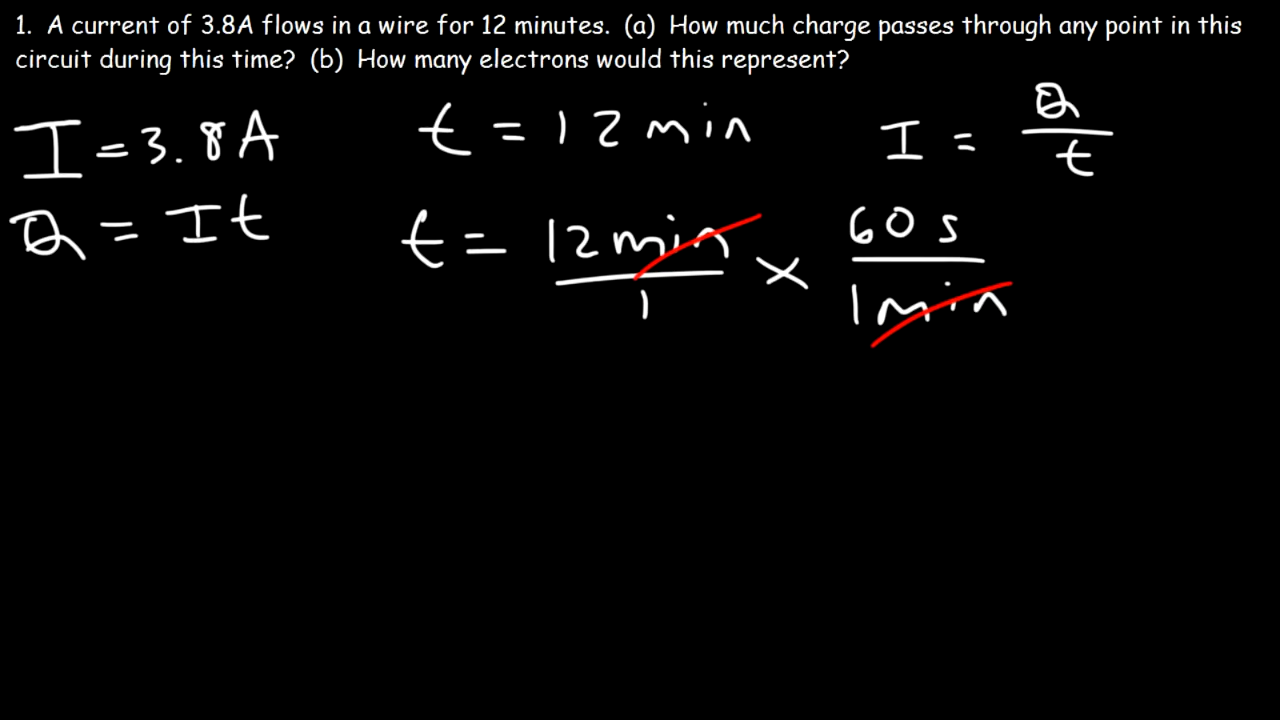 1. A current of 3.8A flows in a wire for 12 minutes. (a) How much charge passes through any point in this
circuit during this time? (b) How many electrons would this represent?
I = 3.8A t = 12 min I = Q/t
Q = It t = 12 min/1 × 60 s/1 min